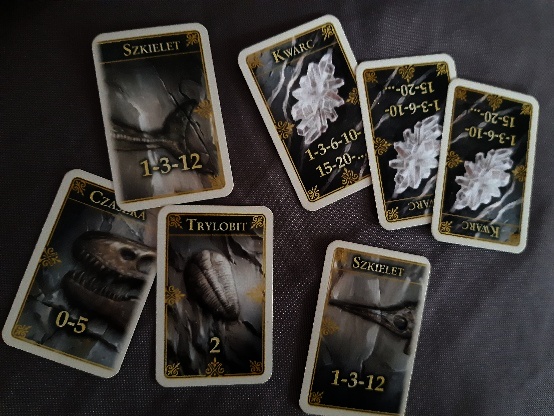 SZKIELET
1-3-12
KWARC
1-3-6-10-
15-20-...
1-3-6-10-
15-20-...
KWARC
1-3-6-10-
15-20-...
KWARC
0-5
TRYLOBIT
2
SZKIELET
1-3-12